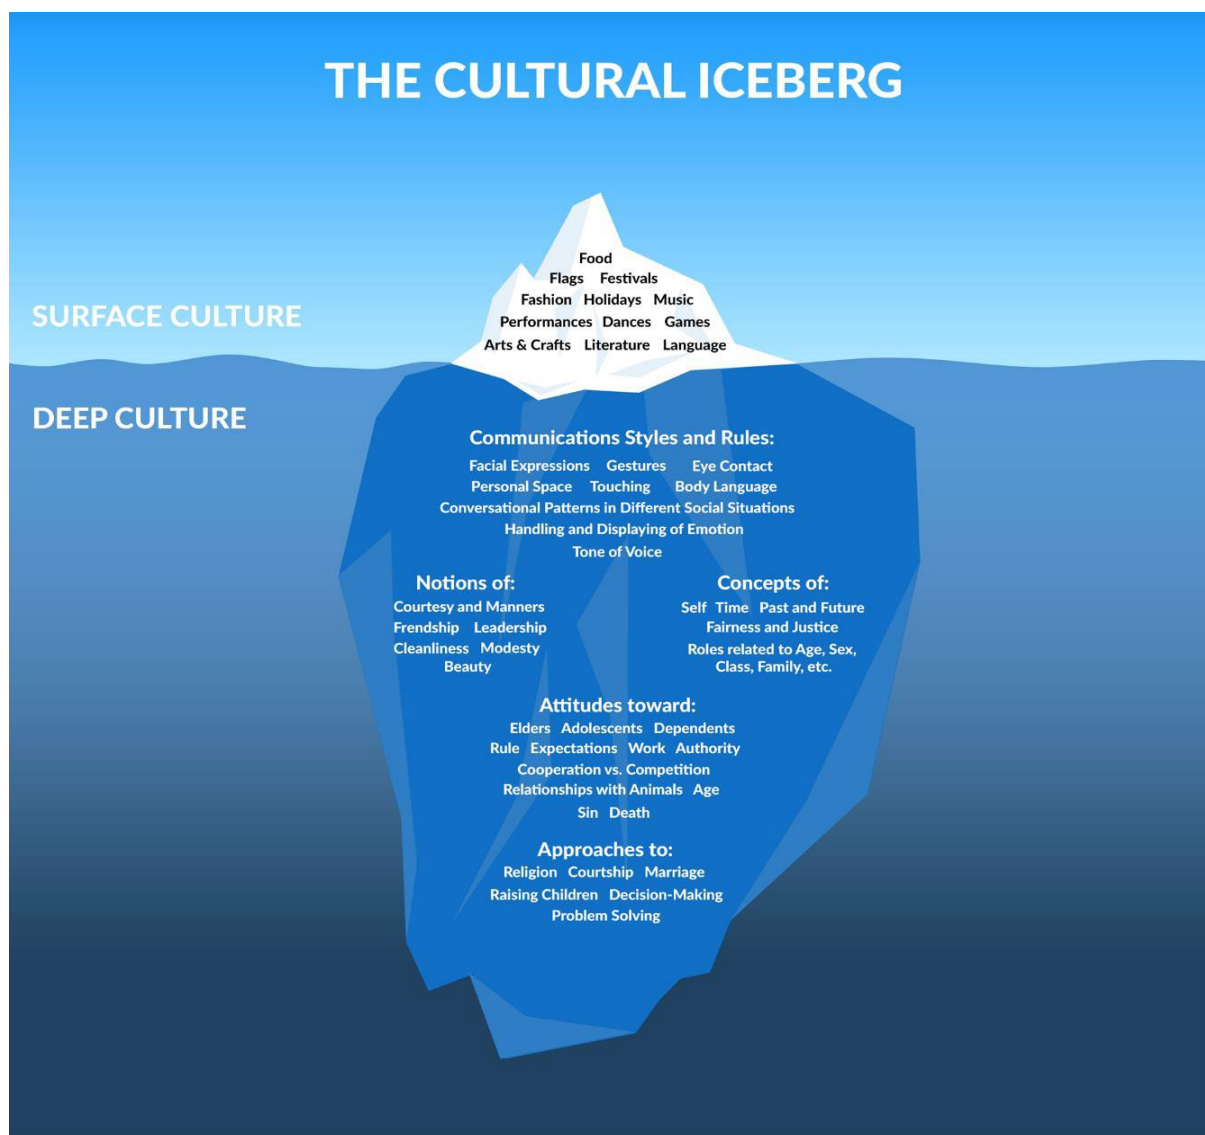 THE CULTURAL ICEBERG
Food
Flags Festivals
Fashion Holidays Music
SURFACE CULTURE
Performances Dances Games
Arts & Crafts Literature Language
DEEP CULTURE
Communications Styles and Rules:
Facial Expressions Gestures Eye Contact
Personal Space Touching Body Language
Conversational Patterns in Different Social Situations
Handling and Displaying of Emotion
Tone of Voice
Notions of:
Courtesy and Manners
Frendship Leadership
Cleanliness Modesty
Beauty
Concepts of:
Self Time Past and Future
Fairness and Justice
Roles related to Age, Sex,
Class, Family, etc.
Attitudes toward:
Elders Adolescents Dependents
Rule Expectations Work Authority
Cooperation vs. Competition
Relationships with Animals Age
Sin Death
Approaches to:
Religion Courtship Marriage
Raising Children Decision-Making
Problem Solving